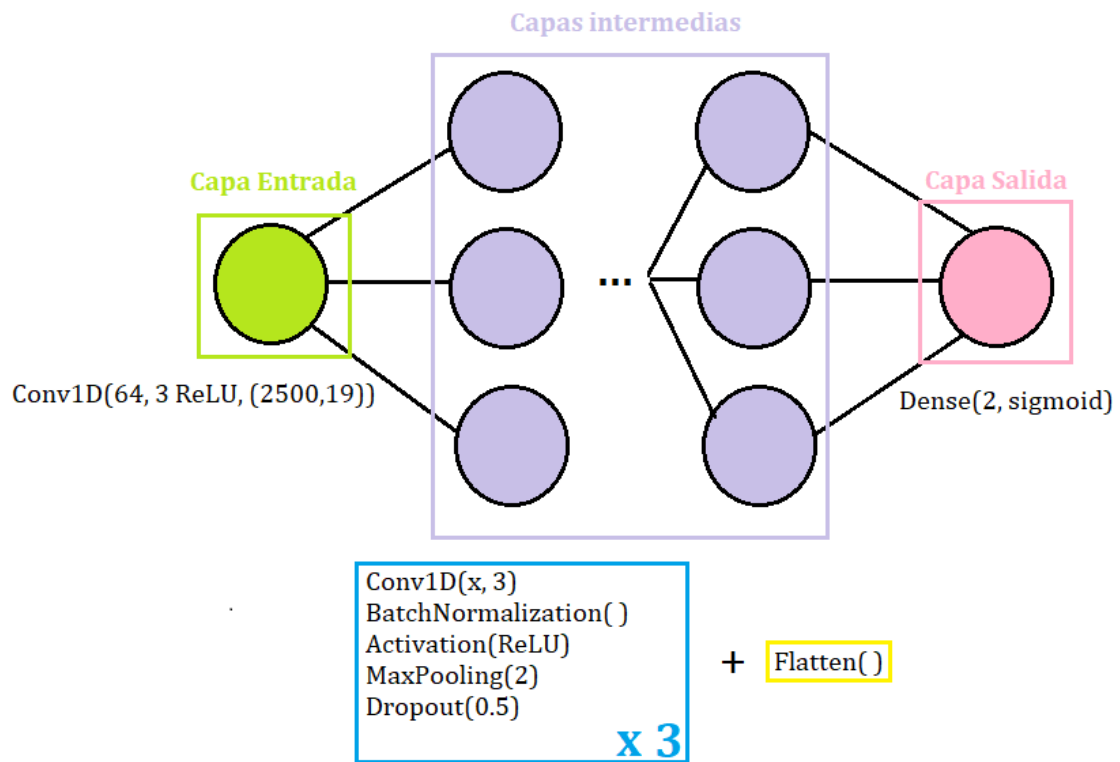 Capas intermedias
Capa Entrada
Capa Salida
...
Conv1D(64, 3 ReLU, (2500,19))
Dense(2, sigmoid)
Conv1D(x, 3)
BatchNormalization( )
Activation(ReLU)
MaxPooling(2)
Dropout(0.5)
x 3
+
Flatten( )